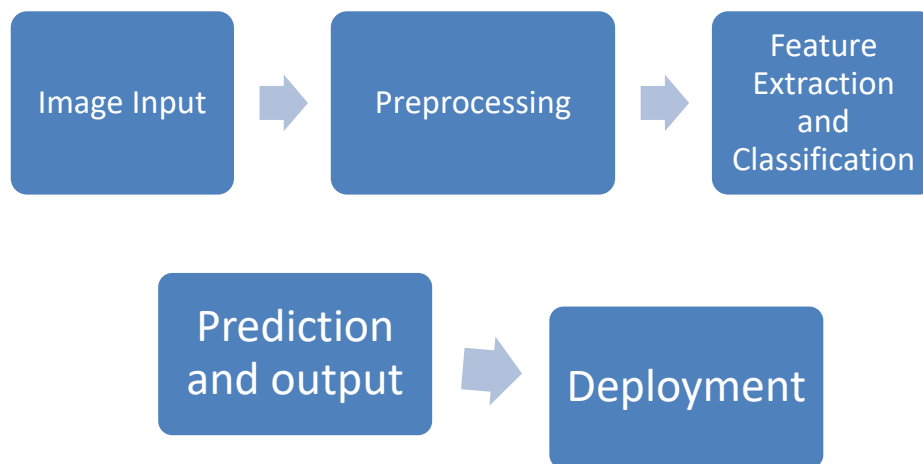 Image Input
Preprocessing
Feature
Extraction
and
Classification
Prediction
and output
Deployment